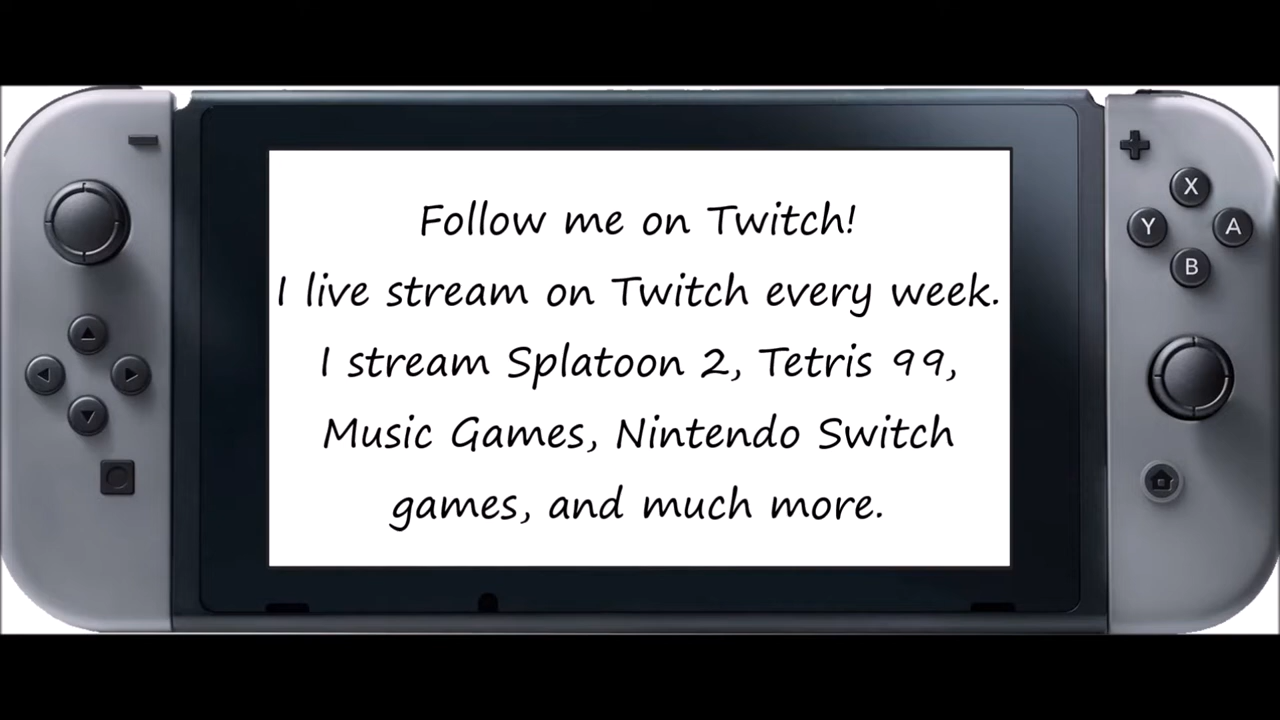 Follow me on Twitch!
I live stream on Twitch every week.
I stream Splatoon 2, Tetris 99,
Music Games, Nintendo Switch
games, and much more.
X
Y A
B